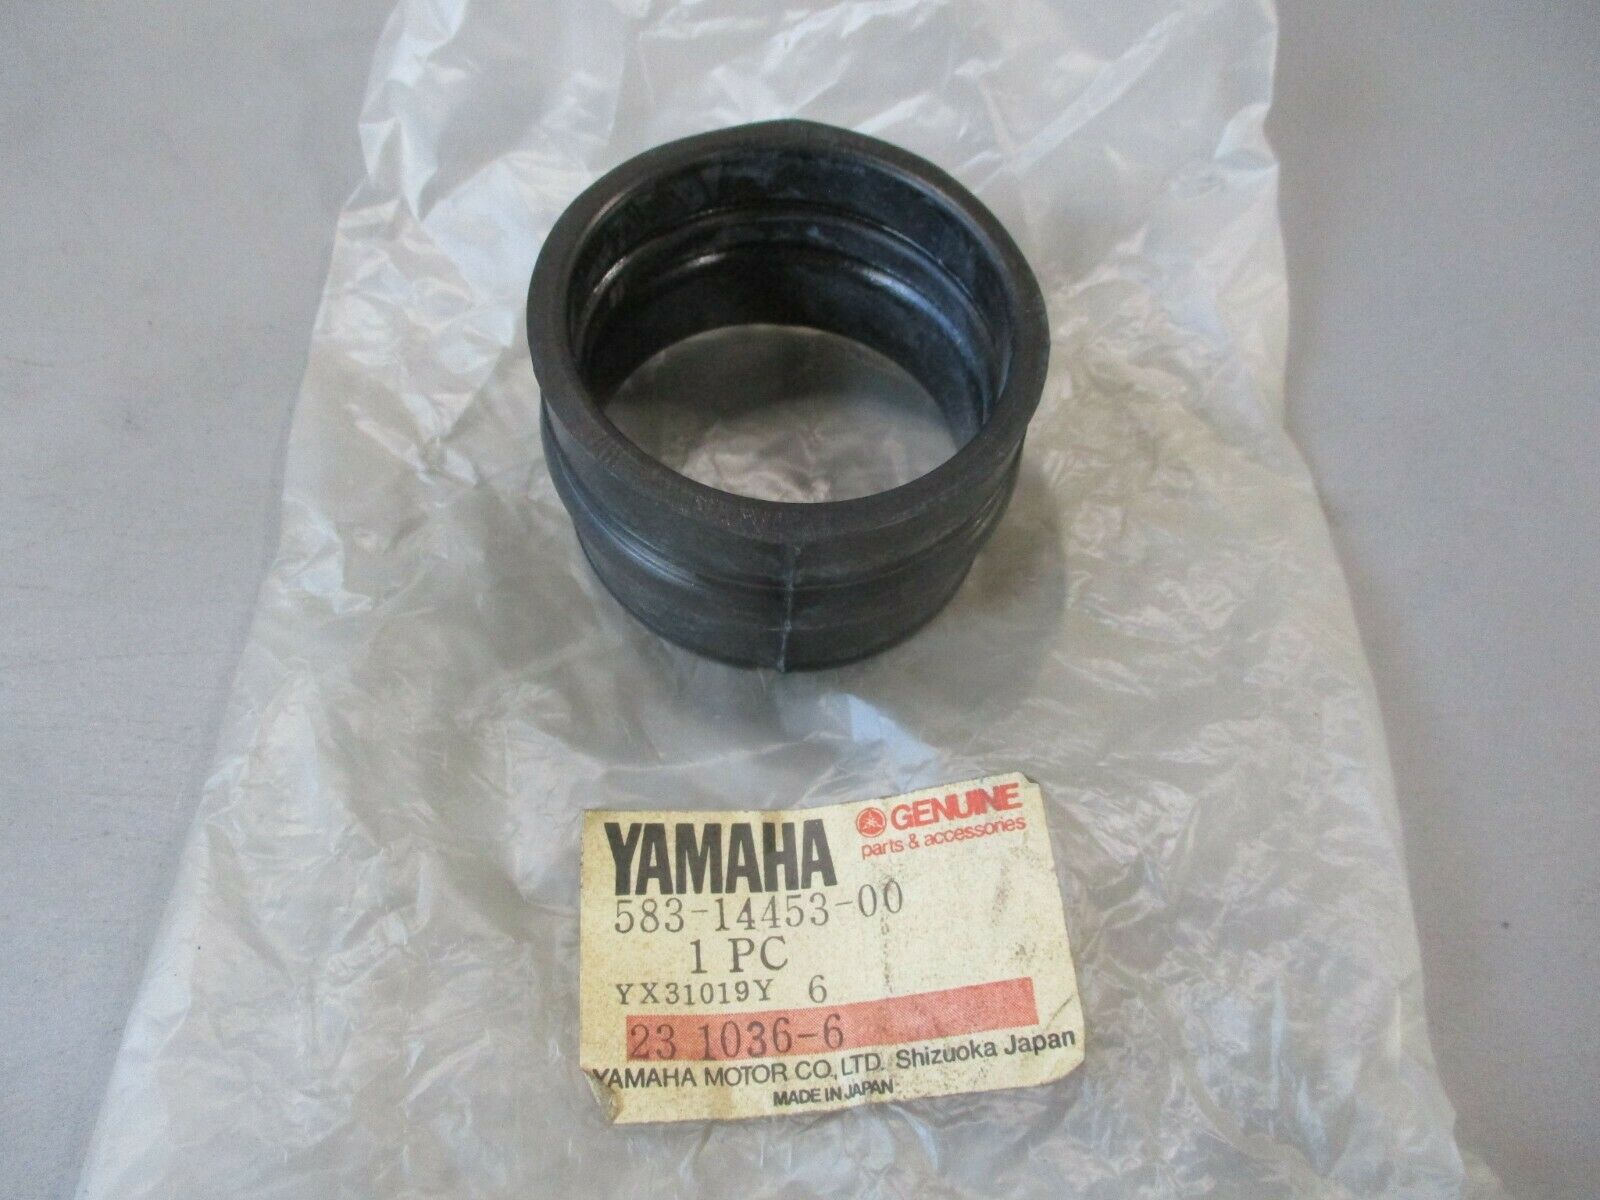 YAMAHA GENUINE
parts & accessories
583-14453-00
1 PC
YX31019Y 6
23 1036-6
YAMAHA MOTOR CO., LTD. Shizuoka Japan
MADE IN JAPAN